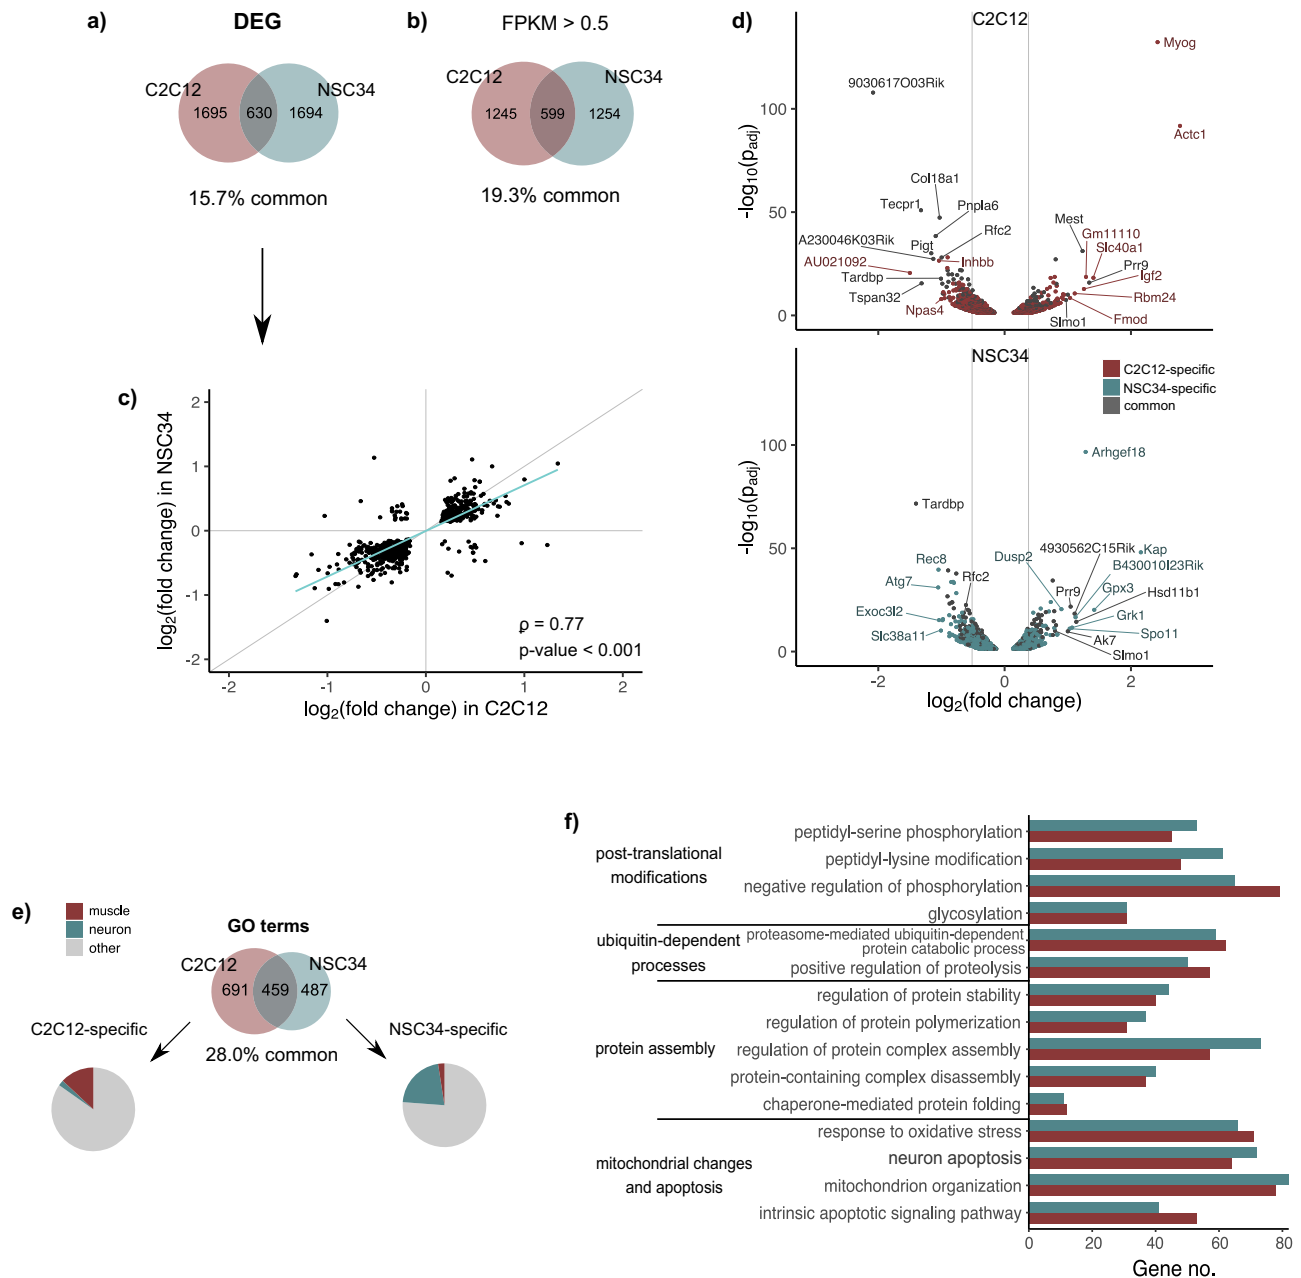 a)
DEG
C2C12
NSC34
1695
630
1694
15.7% common
b)
FPKM > 0.5
C2C12
NSC34
1245
599
1254
19.3% common
c)
log2(fold change) in NSC34
2
1
0
-1
-2
ρ = 0.77
p-value < 0.001
-2
-1
0
1
2
log2(fold change) in C2C12
d)
C2C12
-log10(padj)
100
50
0
Myog
9030617O03Rik
Actc1
Col18a1
Tecpr1
Pnpla6
Mest
A230046K03Rik
Pigt
Rfc2
Gm11110
Slc40a1
AU021092
Inhbb
Prr9
Tardbp
Igf2
Tspan32
Rbm24
Npas4
Slmo1
Fmod
-2
0
2
NSC34
C2C12-specific
NSC34-specific
common
-log10(padj)
100
50
0
Arhgef18
Tardbp
4930562C15Rik
Kap
Rec8
Dusp2
B430010I23Rik
Rfc2
Atg7
Prr9
Gpx3
Hsd11b1
Exoc3l2
Grk1
Slc38a11
Spo11
Ak7
Slmo1
-2
0
2
log2(fold change)
e)
muscle
neuron
other
GO terms
C2C12
NSC34
691
459
487
28.0% common
C2C12-specific
NSC34-specific
f)
post-translational
modifications
peptidyl-serine phosphorylation
peptidyl-lysine modification
negative regulation of phosphorylation
glycosylation
ubiquitin-dependent
processes
proteasome-mediated ubiquitin-dependent
protein catabolic process
positive regulation of proteolysis
protein assembly
regulation of protein stability
regulation of protein polymerization
regulation of protein complex assembly
protein-containing complex disassembly
chaperone-mediated protein folding
mitochondrial changes
and apoptosis
response to oxidative stress
neuron apoptosis
mitochondrion organization
intrinsic apoptotic signaling pathway
0
20
40
60
80
Gene no.